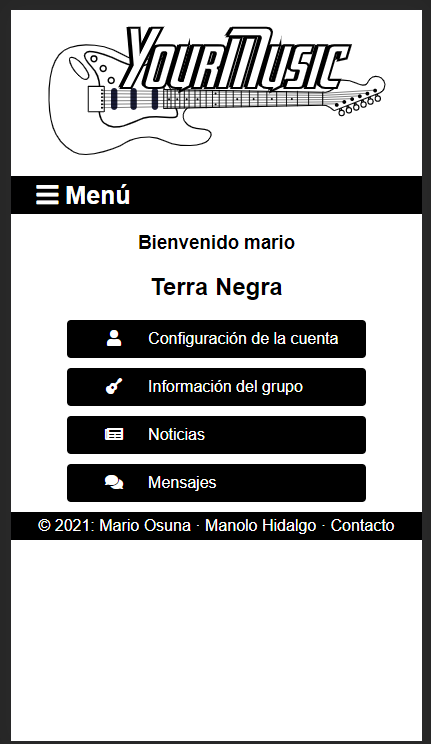 YourMusic
Menú
Bienvenido mario
Terra Negra
Configuración de la cuenta
Información del grupo
Noticias
Mensajes
© 2021: Mario Osuna · Manolo Hidalgo · Contacto